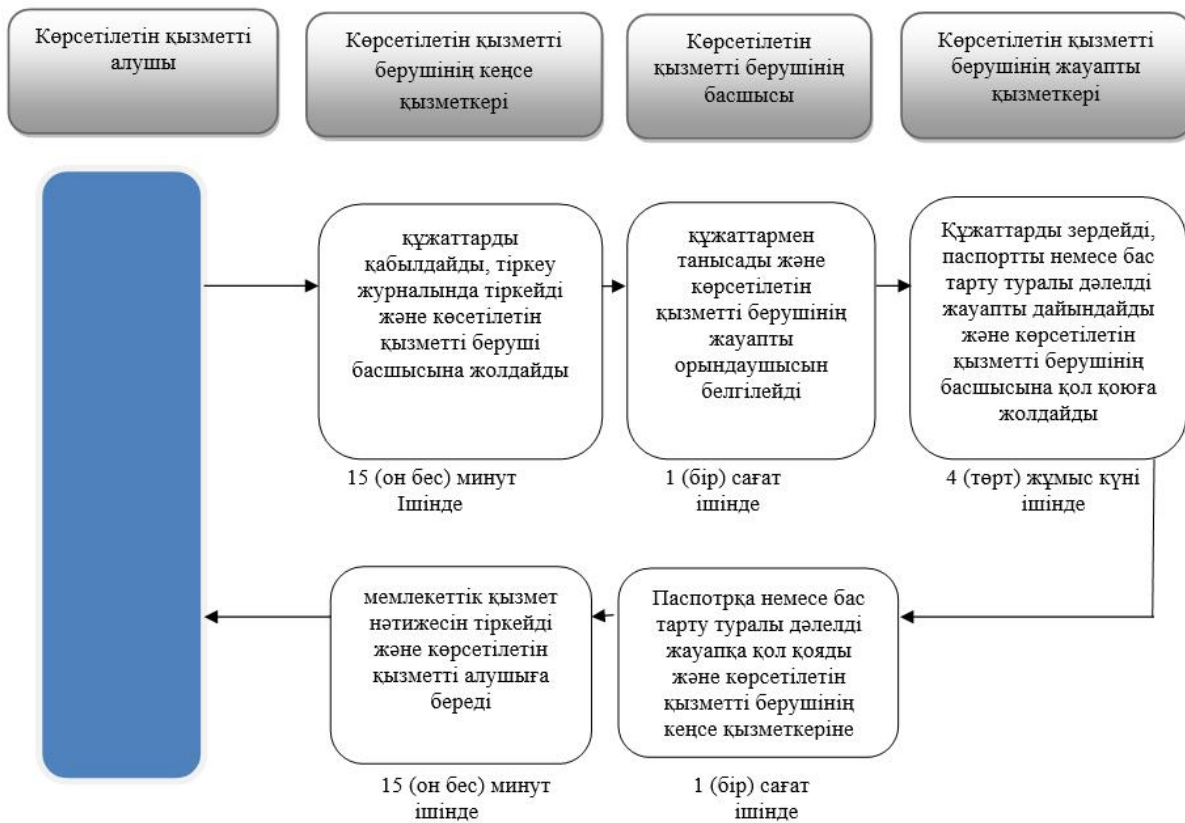 Көрсетілетін қызметті
алушы
Көрсетілетін қызметті
берушінің кеңсе
қызметкері
Көрсетілетін
қызметті берушінің
басшысы
Көрсетілетін қызметті
берушінің жауапты
қызметкері
құжаттарды
қабылдайды, тіркеу
журналында тіркейді
және көсетілетін
қызметті беруші
басшысына жолдайды
құжаттармен
танысады және
көрсетілетін
қызметті берушінің
жауапты
орындаушысын
белгілейді
Құжаттарды зердейді,
паспортты немесе бас
тарту туралы дәлелді
жауапты дайындайды
және көрсетілетін
қызметті берушінің
басшысына қол қоюға
жолдайды
15 (он бес) минут
Ішінде
1 (бір) сағат
ішінде
4 (төрт) жұмыс күні
ішінде
мемлекеттік қызмет
нәтижесін тіркейді
және көрсетілетін
қызметті алушыға
береді
Паспотрқа немесе бас
тарту туралы дәлелді
жауапқа қол қояды
және көрсетілетін
қызметті берушінің
кеңсе қызметкеріне
15 (он бес) минут
ішінде
1 (бір) сағат
ішінде